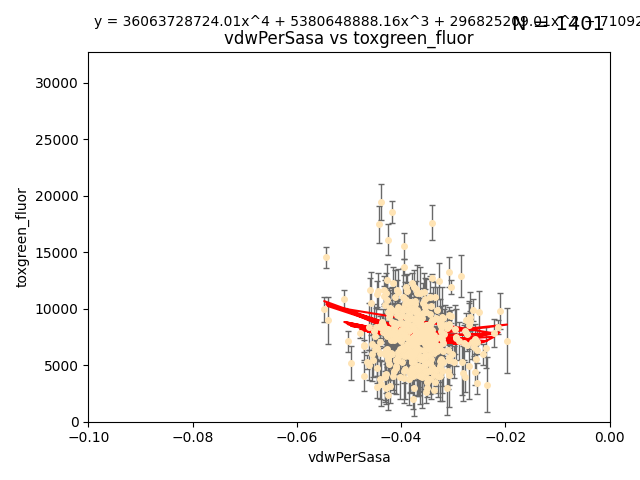 y = 36063728724.01x^4 + 5380648888.16x^3 + 296825209.01x^2 + 71092
N = 1401
vdwPerSasa vs toxgreen_fluor
30000
25000
20000
15000
10000
5000
0
toxgreen_fluor
−0.10
−0.08
−0.06
−0.04
−0.02
0.00
vdwPerSasa